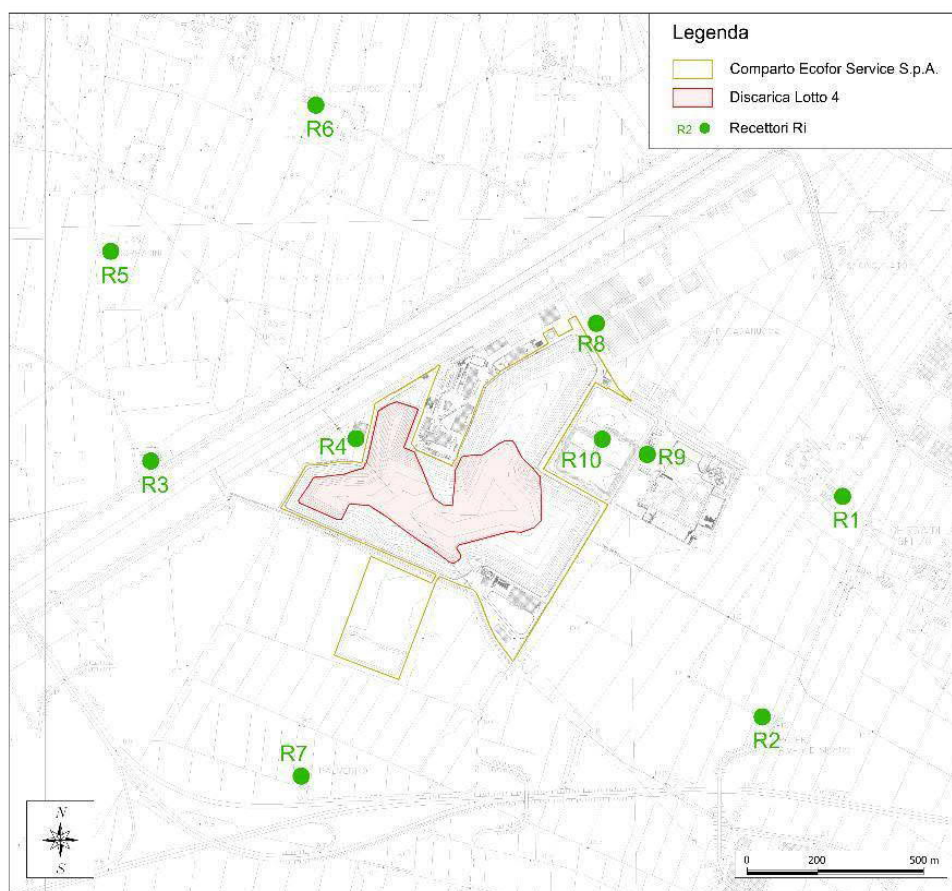 Legenda
Comparto Ecofor Service S.p.A.
Discarica Lotto 4
R2 Recettori Ri
R6
R5
R8
R4
R10
R9
R3
R1
R2
R7
N
S
0 200 500 m